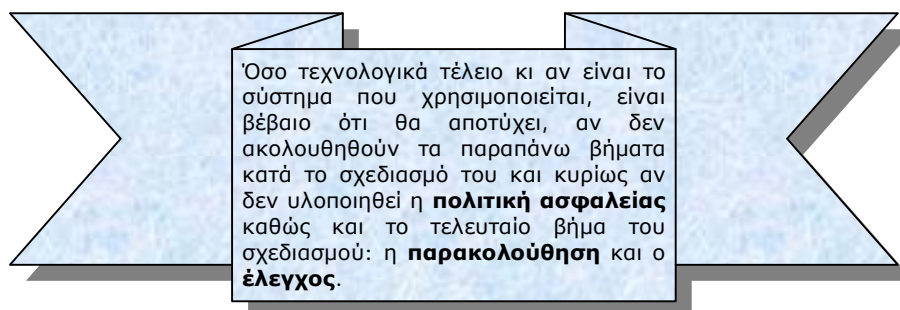 Όσο τεχνολογικά τέλειο κι αν είναι το
σύστημα που χρησιμοποιείται, είναι
βέβαιο ότι θα αποτύχει, αν δεν
ακολουθηθούν τα παραπάνω βήματα
κατά το σχεδιασμό του και κυρίως αν
δεν υλοποιηθεί η πολιτική ασφαλείας
καθώς και το τελευταίο βήμα του
σχεδιασμού: η παρακολούθηση και ο
έλεγχος.